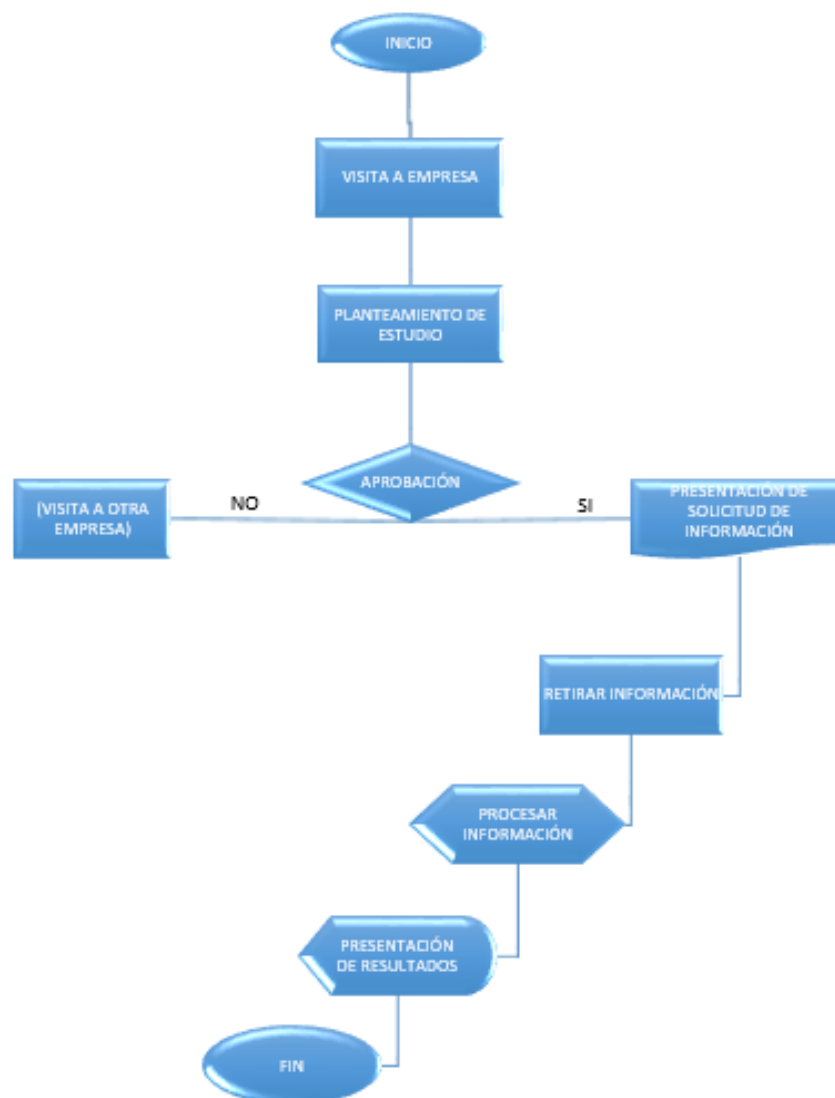 INICIO
VISITA A EMPRESA
PLANTEAMIENTO DE
ESTUDIO
APROBACIÓN
(VISITA A OTRA
EMPRESA)
NO
SI
PRESENTACIÓN DE
SOLICITUD DE
INFORMACIÓN
RETIRAR INFORMACIÓN
PROCESAR
INFORMACIÓN
PRESENTACIÓN
DE RESULTADOS
FIN